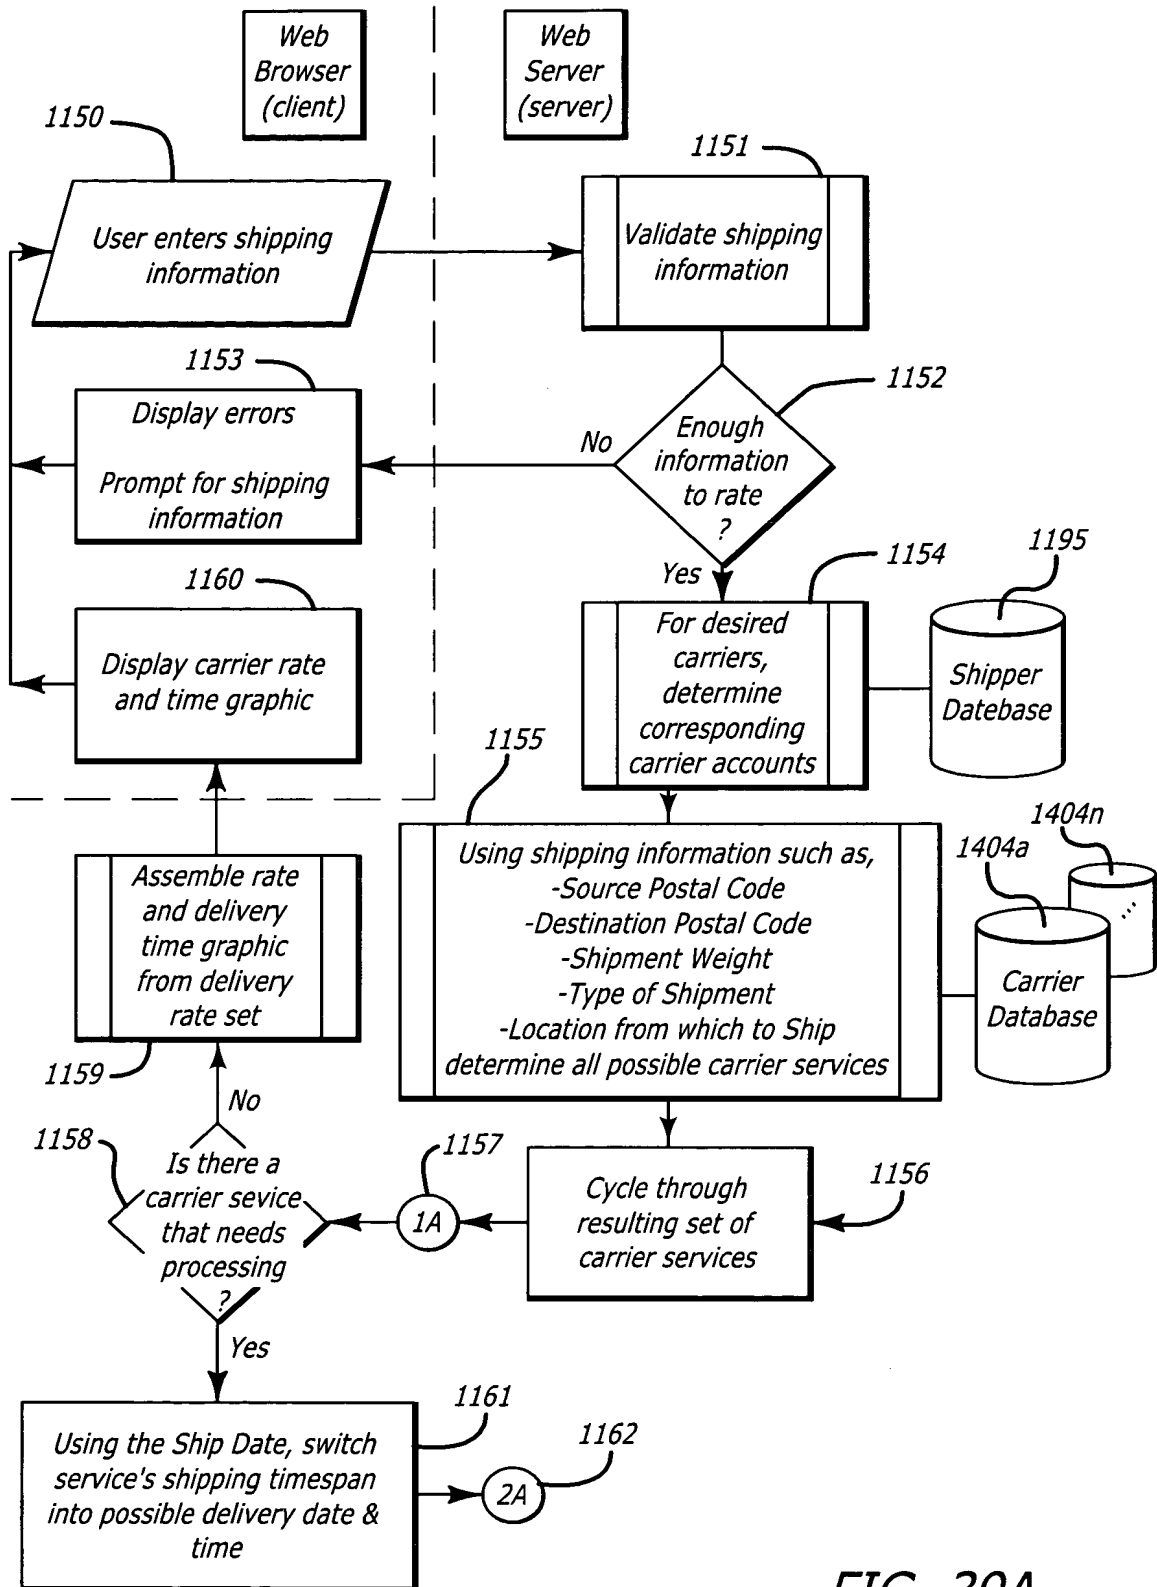 Web
Browser
(client)
Web
Server
(server)
1150
1151
User enters shipping
information
Validate shipping
information
1153
1152
Display errors
Prompt for shipping
information
No
Enough
information
to rate
?
Yes
1154
1195
1160
For desired
carriers,
determine
corresponding
carrier accounts
Shipper
Datebase
Display carrier rate
and time graphic
1155
1404n
1404a
Using shipping information such as,
-Source Postal Code
-Destination Postal Code
-Shipment Weight
-Type of Shipment
-Location from which to Ship
determine all possible carrier services
Carrier
Database
Assemble rate
and delivery
time graphic
from delivery
rate set
1159
No
1158
Is there a
carrier sevice
that needs
processing
?
1157
1A
Cycle through
resulting set of
carrier services
1156
Yes
1161
Using the Ship Date, switch
service's shipping timespan
into possible delivery date &
time
1162
2A
FIG. 20A